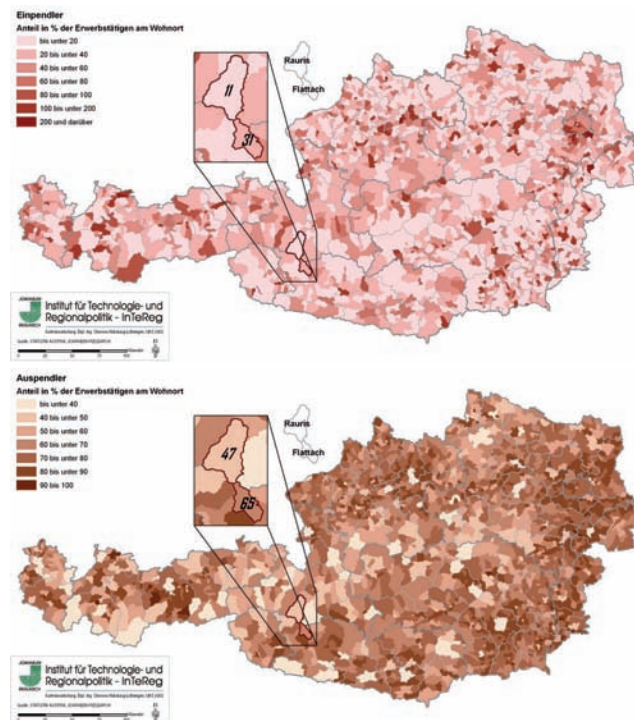 Einpendler
Anteil in % der Erwerbstätigen am Wohnort
bis unter 20
20 bis unter 40
40 bis unter 60
60 bis unter 80
80 bis unter 100
100 bis unter 200
200 und darüber
11
31
Rauris
Flattach
JOANNEUM
RESEARCH
Institut für Technologie- und
Regionalpolitik - InTeReg
Auspendler
Anteil in % der Erwerbstätigen am Wohnort
bis unter 40
40 bis unter 50
50 bis unter 60
60 bis unter 70
70 bis unter 80
80 bis unter 90
90 bis 100
47
65
Rauris
Flattach
JOANNEUM
RESEARCH
Institut für Technologie- und
Regionalpolitik - InTeReg